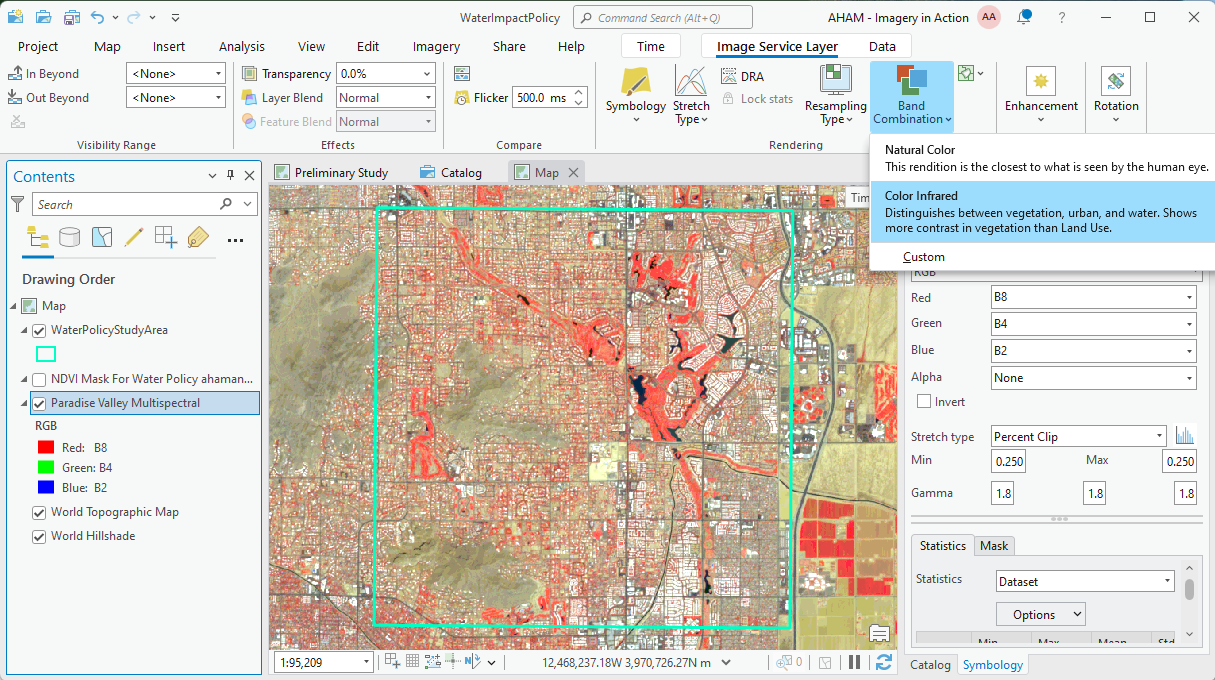 WaterImpactPolicy
Command Search (Alt+Q)
AHAM - Imagery in Action
AA
?
Project
Map
Insert
Analysis
View
Edit
Imagery
Share
Help
Time
Image Service Layer
Data
In Beyond
<None>
Out Beyond
<None>
Visibility Range
Transparency
0.0%
Layer Blend
Normal
Feature Blend
Normal
Effects
Flicker
500.0 ms
Compare
Symbology
Stretch
Type
DRA
Lock stats
Resampling
Type
Band
Combination
Rendering
Enhancement
Rotation
Natural Color
This rendition is the closest to what is seen by the human eye.
Color Infrared
Distinguishes between vegetation, urban, and water. Shows
more contrast in vegetation than Land Use.
Custom
Contents
Search
Drawing Order
Map
WaterPolicyStudyArea
NDVI Mask For Water Policy ahaman...
Paradise Valley Multispectral
RGB
Red: B8
Green: B4
Blue: B2
World Topographic Map
World Hillshade
Preliminary Study
Catalog
Map
Tim
1:95,209
12,468,237.18W 3,970,726.27N m
0
RGB
Red
B8
Green
B4
Blue
B2
Alpha
None
Invert
Stretch type
Percent Clip
Min
0.250
Max
0.250
Gamma
1.8
1.8
1.8
Statistics
Mask
Statistics
Dataset
Options
Min
Max
Mean
Std
Catalog
Symbology